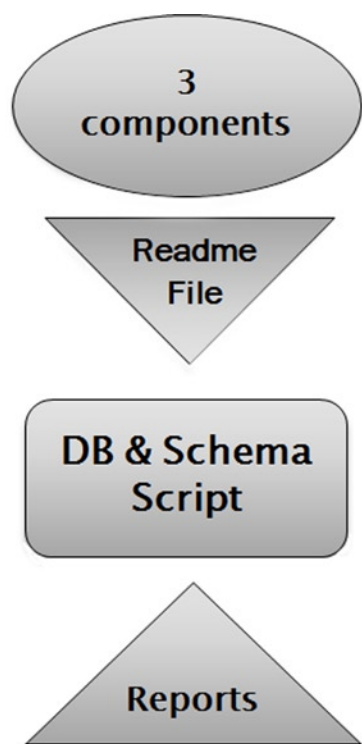 3
components
Readme
File
DB & Schema
Script
Reports